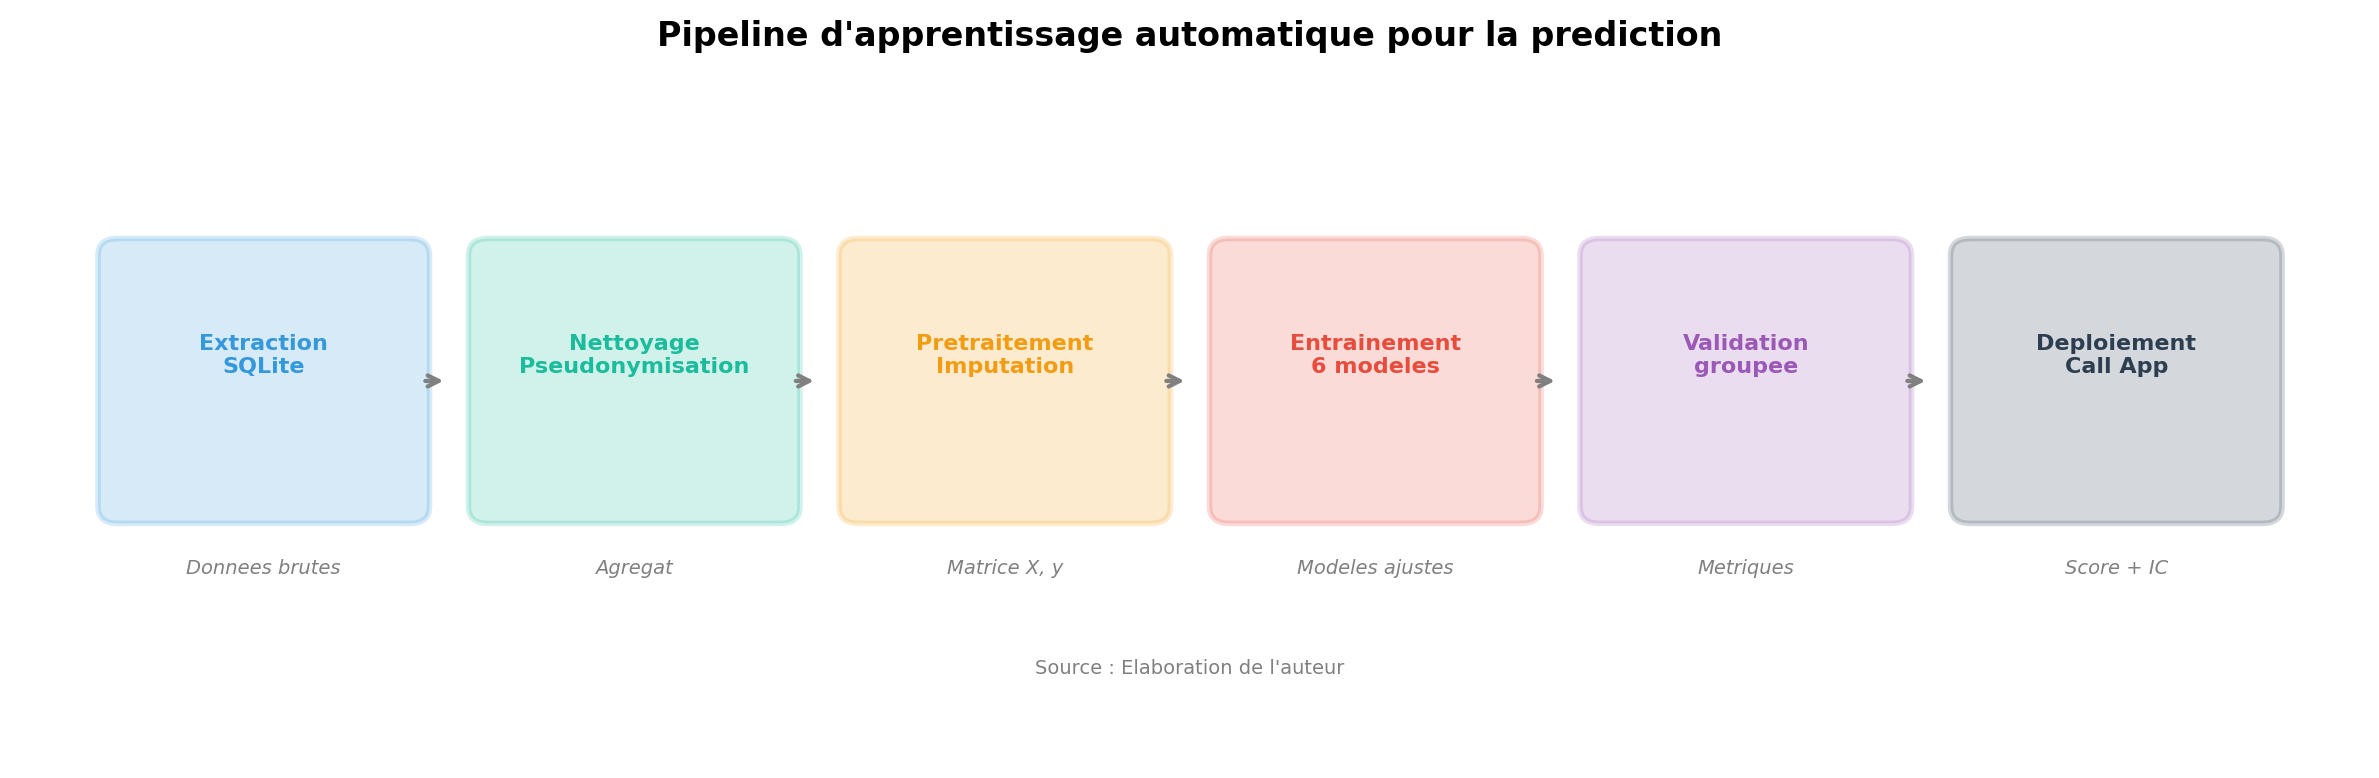 Pipeline d'apprentissage automatique pour la prediction
Extraction
SQLite
Nettoyage
Pseudonymisation
Pretraitement
Imputation
Entrainement
6 modeles
Validation
groupee
Deploiement
Call App
Donnees brutes
Agregat
Matrice X, y
Modeles ajustes
Metriques
Score + IC
Source : Elaboration de l'auteur